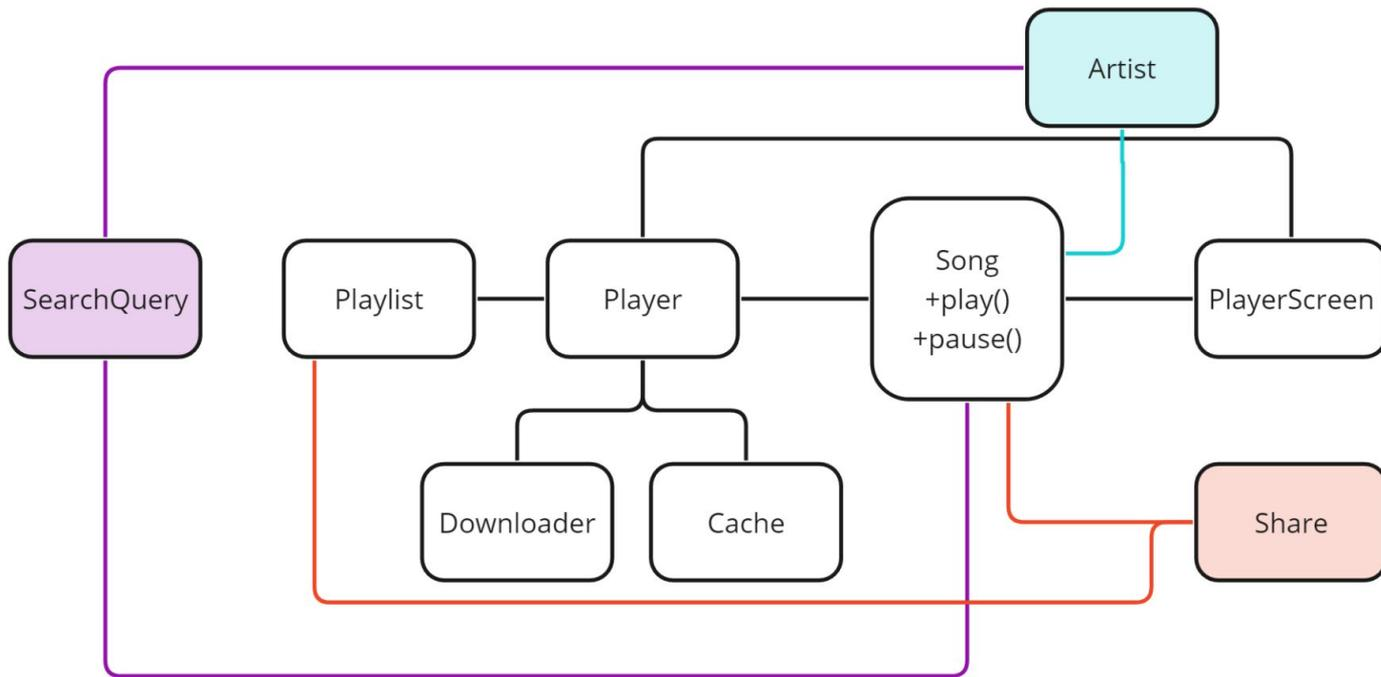 Artist
SearchQuery
Playlist
Player
Song
+play()
+pause()
PlayerScreen
Downloader
Cache
Share